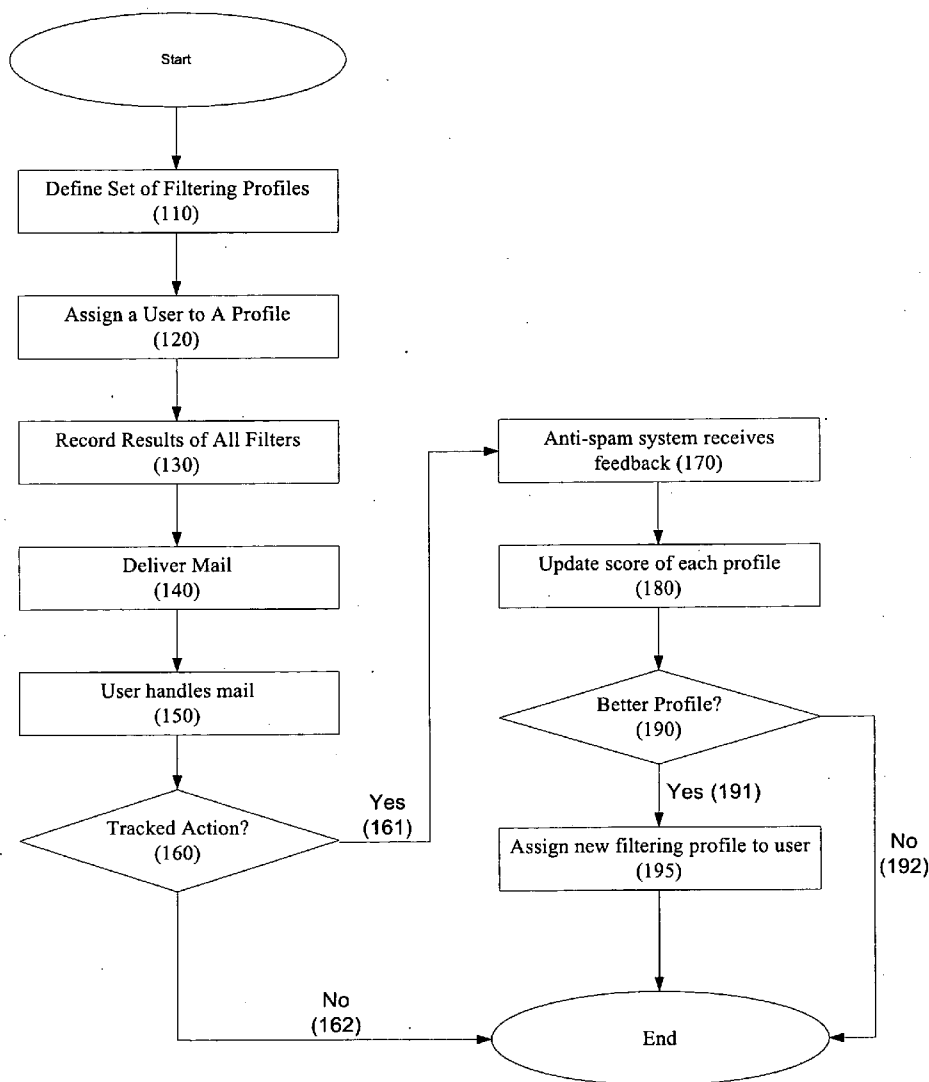 Start
Define Set of Filtering Profiles
(110)
Assign a User to A Profile
(120)
Record Results of All Filters
(130)
Deliver Mail
(140)
User handles mail
(150)
Tracked Action?
(160)
Yes
(161)
No
(162)
Anti-spam system receives
feedback (170)
Update score of each profile
(180)
Better Profile?
(190)
Yes (191)
No
(192)
Assign new filtering profile to user
(195)
End